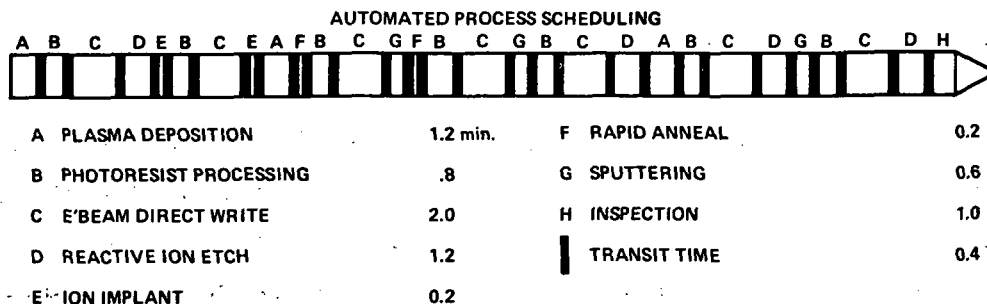 AUTOMATED PROCESS SCHEDULING
A B C D E B C E A F B C G F B C G B C D A B C D G B C D H
A PLASMA DEPOSITION 1.2 min. F RAPID ANNEAL 0.2
B PHOTORESIST PROCESSING .8 G SPUTTERING 0.6
C E'BEAM DIRECT WRITE 2.0 H INSPECTION 1.0
D REACTIVE ION ETCH 1.2 TRANSIT TIME 0.4
E ION IMPLANT 0.2